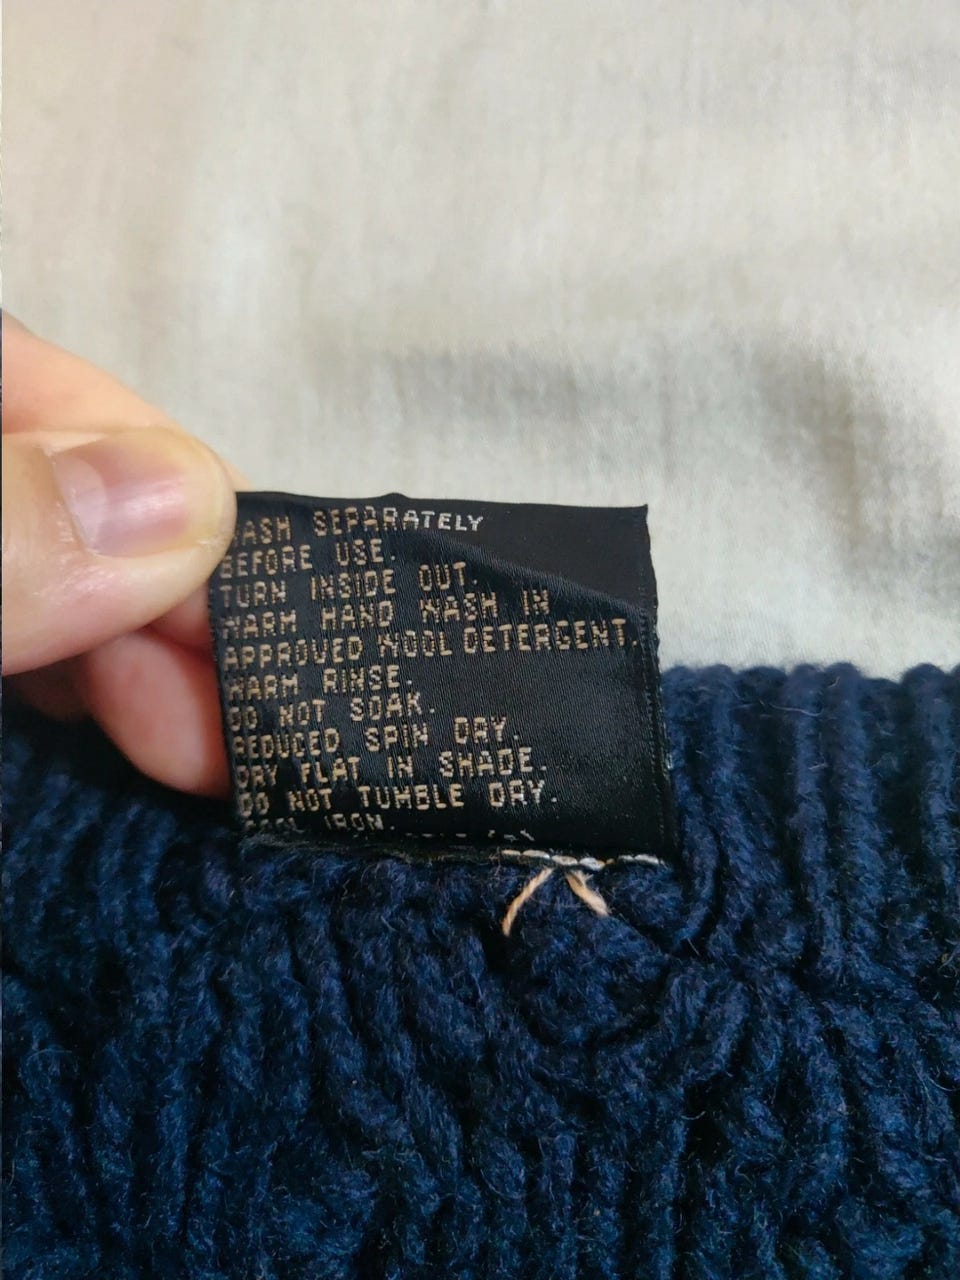 WASH SEPARATELY
BEFORE USE.
TURN INSIDE OUT.
WARM HAND WASH IN
APPROVED WOOL DETERGENT.
WARM RINSE.
DO NOT SOAK.
REDUCED SPIN DRY.
DRY FLAT IN SHADE.
DO NOT TUMBLE DRY.
IRON.